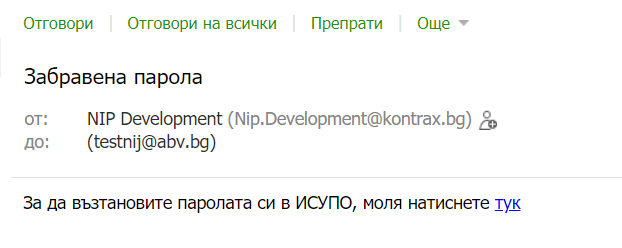 Отговори Отговори на всички Препрати Още
Забравена парола
от: NIP Development (Nip.Development@kontrax.bg)
до: (testnij@abv.bg)
За да възтановите паролата си в ИСУПО, моля натиснете тук